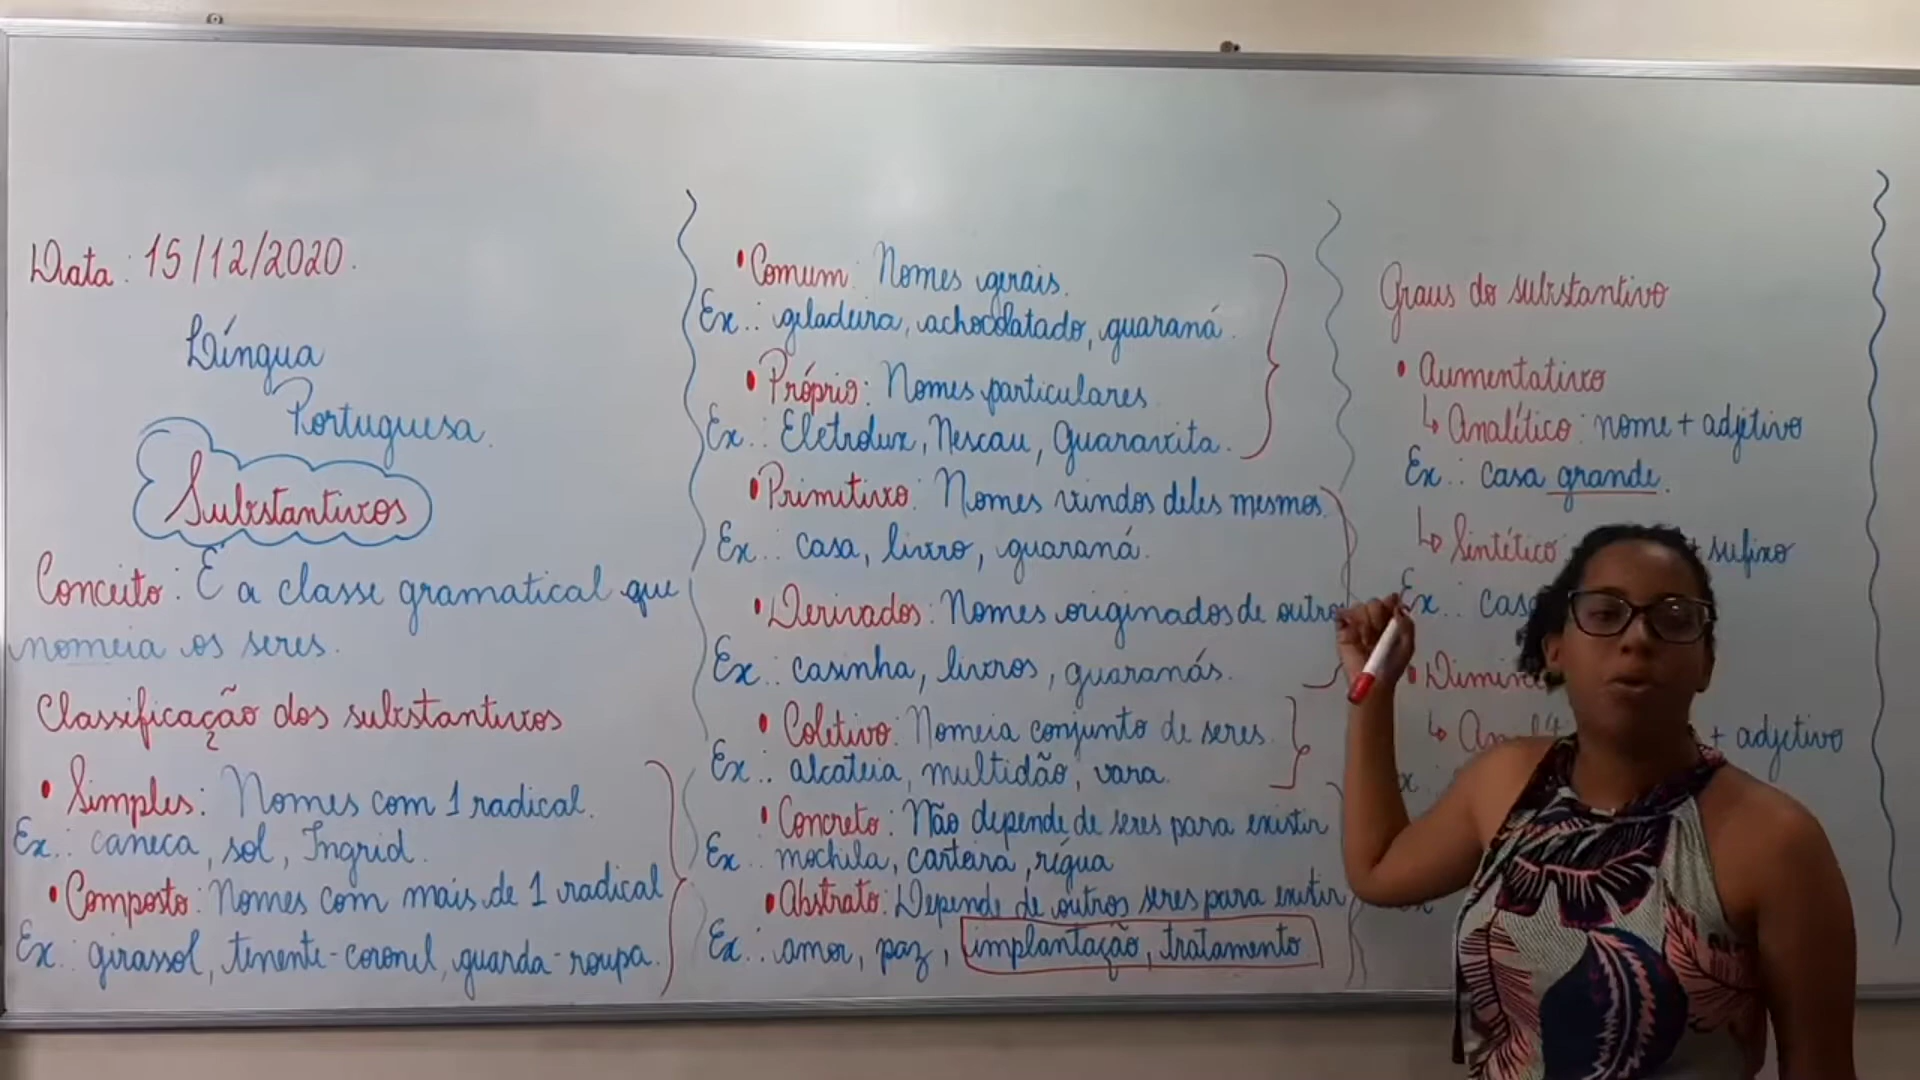 Data: 15/12/2020.
Língua
Portuguesa.
Substantivos
Conceito: É a classe gramatical que
nomeia os seres.
Classificação dos substantivos
• Simples: Nomes com 1 radical.
Ex.: caneca, sol, Ingrid.
• Composto: Nomes com mais de 1 radical
Ex.: girassol, tenente-coronel, guarda-roupa.
• Comum: Nomes gerais.
Ex.: geladeira, achocolatado, guaraná.
• Próprio: Nomes particulares
Ex.: Eletrolux, Nescau, Guaravita.
• Primitivo: Nomes vindos deles mesmos
Ex.: casa, livro, guaraná.
• Derivados: Nomes originados de outro
Ex.: casinha, livros, guaranás.
• Coletivo: Nomeia conjunto de seres.
Ex.: alcateia, multidão, vara.
• Concreto: Não depende de seres para existir
Ex.: mochila, carteira, régua
• Abstrato: Depende de outros seres para existir
Ex.: amor, paz, implantação, tratamento.
Graus do substantivo
• Aumentativo
↳ Analítico: nome + adjetivo
Ex.: casa grande.
↳ Sintético + sufixo
Ex.: cas
•
↳ + adjetivo